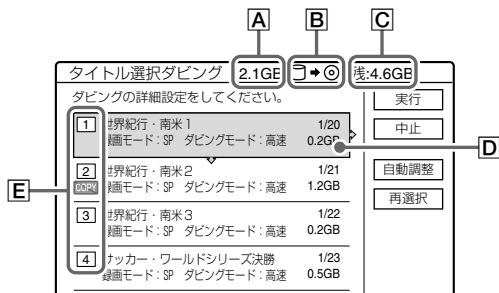 A B C
タイトル選択ダビング 2.1GB 残:4.6GB
ダビングの詳細設定をしてください。
実行
1 世界紀行・南米1 1/20
録画モード:SP ダビングモード:高速 0.2GB
中止
D
2 世界紀行・南米2 1/21
COPY 録画モード:SP ダビングモード:高速 1.2GB
自動調整
E
再選択
3 世界紀行・南米3 1/22
録画モード:SP ダビングモード:高速 0.2GB
4 サッカー・ワールドシリーズ決勝 1/23
録画モード:SP ダビングモード:高速 0.5GB